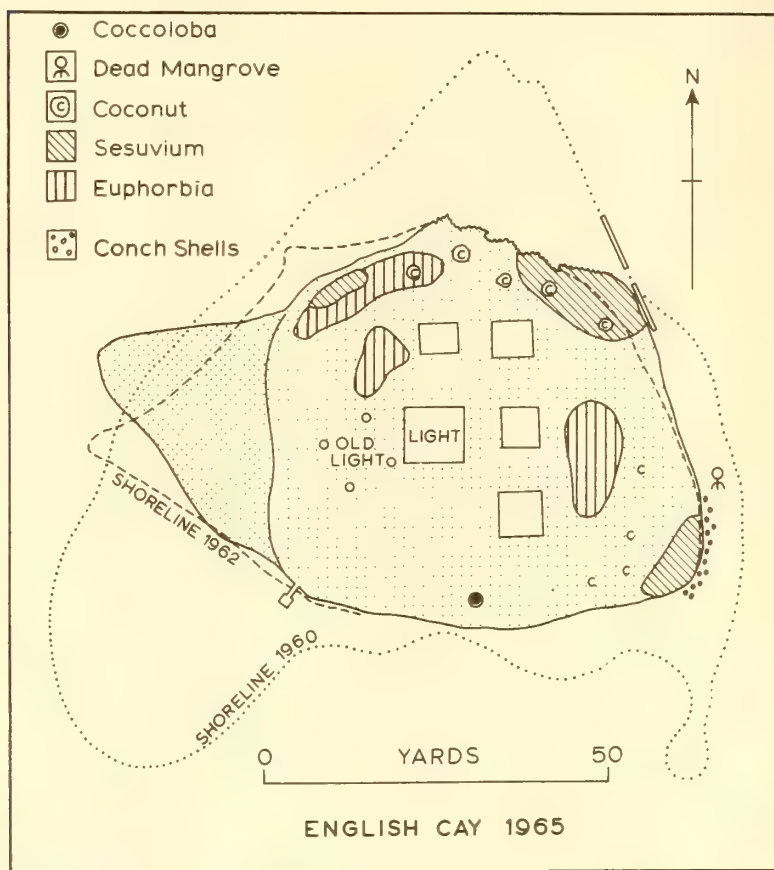 Coccoloba
Dead Mangrove
Coconut
Sesuvium
Euphorbia
Conch Shells
N
C
C
C
C
C
OLD
LIGHT
LIGHT
C
C
C
C
SHORELINE 1962
SHORELINE 1960
0 YARDS 50
ENGLISH CAY 1965